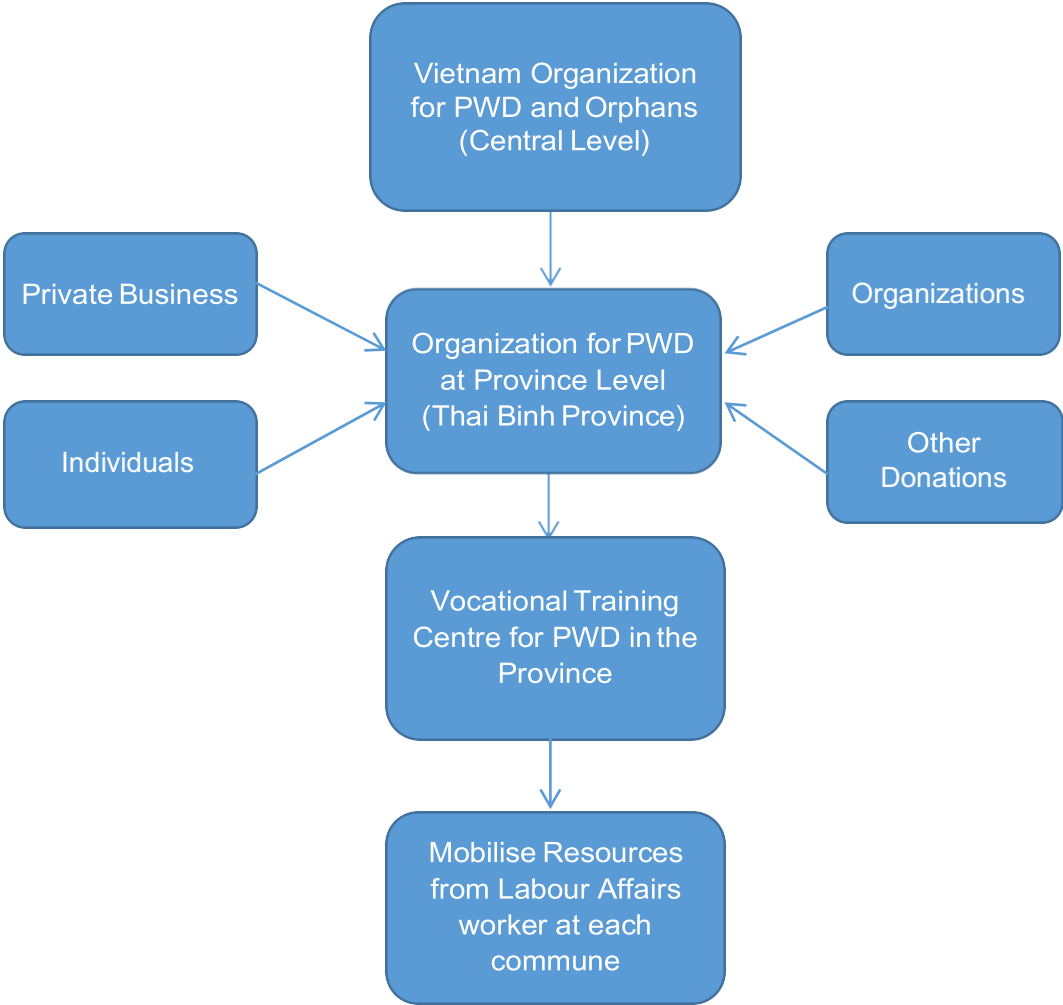 Vietnam Organization
for PWD and Orphans
(Central Level)
Private Business
Organizations
Organization for PWD
at Province Level
(Thai Binh Province)
Individuals
Other
Donations
Vocational Training
Centre for PWD in the
Province
Mobilise Resources
from Labour Affairs
worker at each
commune